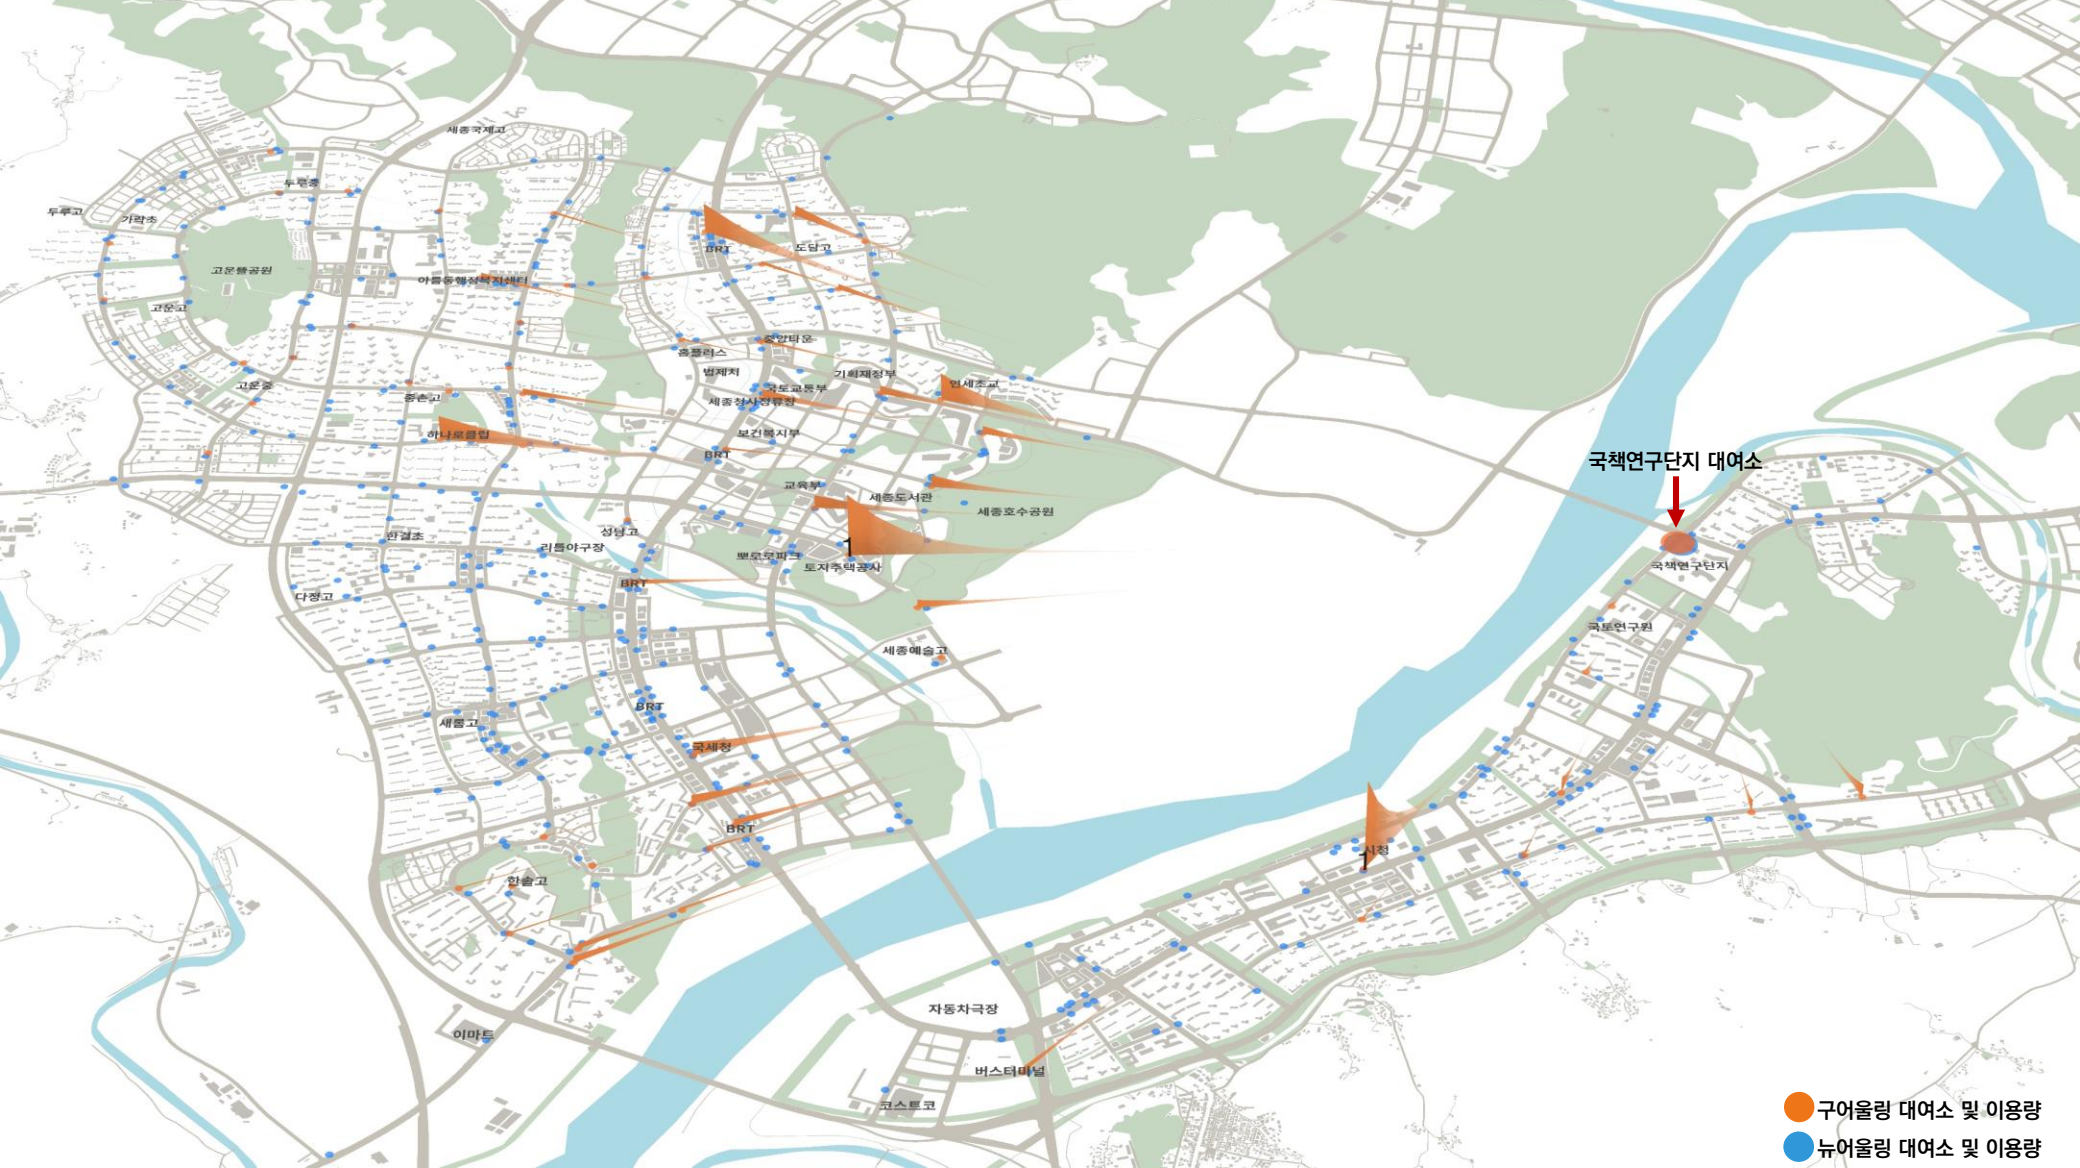 세종국제고
두루중
두루고
가락초
BRT
도담고
고운뜰공원
아름동행정복지센터
고운고
중앙타운
홈플러스
법제처
기획재정부
고운중
국토교통부
연세초교
종촌고
세종청사정류장
하나로클럽
보건복지부
BRT
국책연구단지 대여소
교육부
세종도서관
세종호수공원
성남고
한결초
리틀야구장
1
뽀로로파크
토지주택공사
국책연구단지
BRT
다정고
국토연구원
세종예술고
BRT
새롬고
국세청
BRT
시청
1
한솔고
자동차극장
이마트
버스터미널
코스트코
구어울링 대여소 및 이용량
뉴어울링 대여소 및 이용량